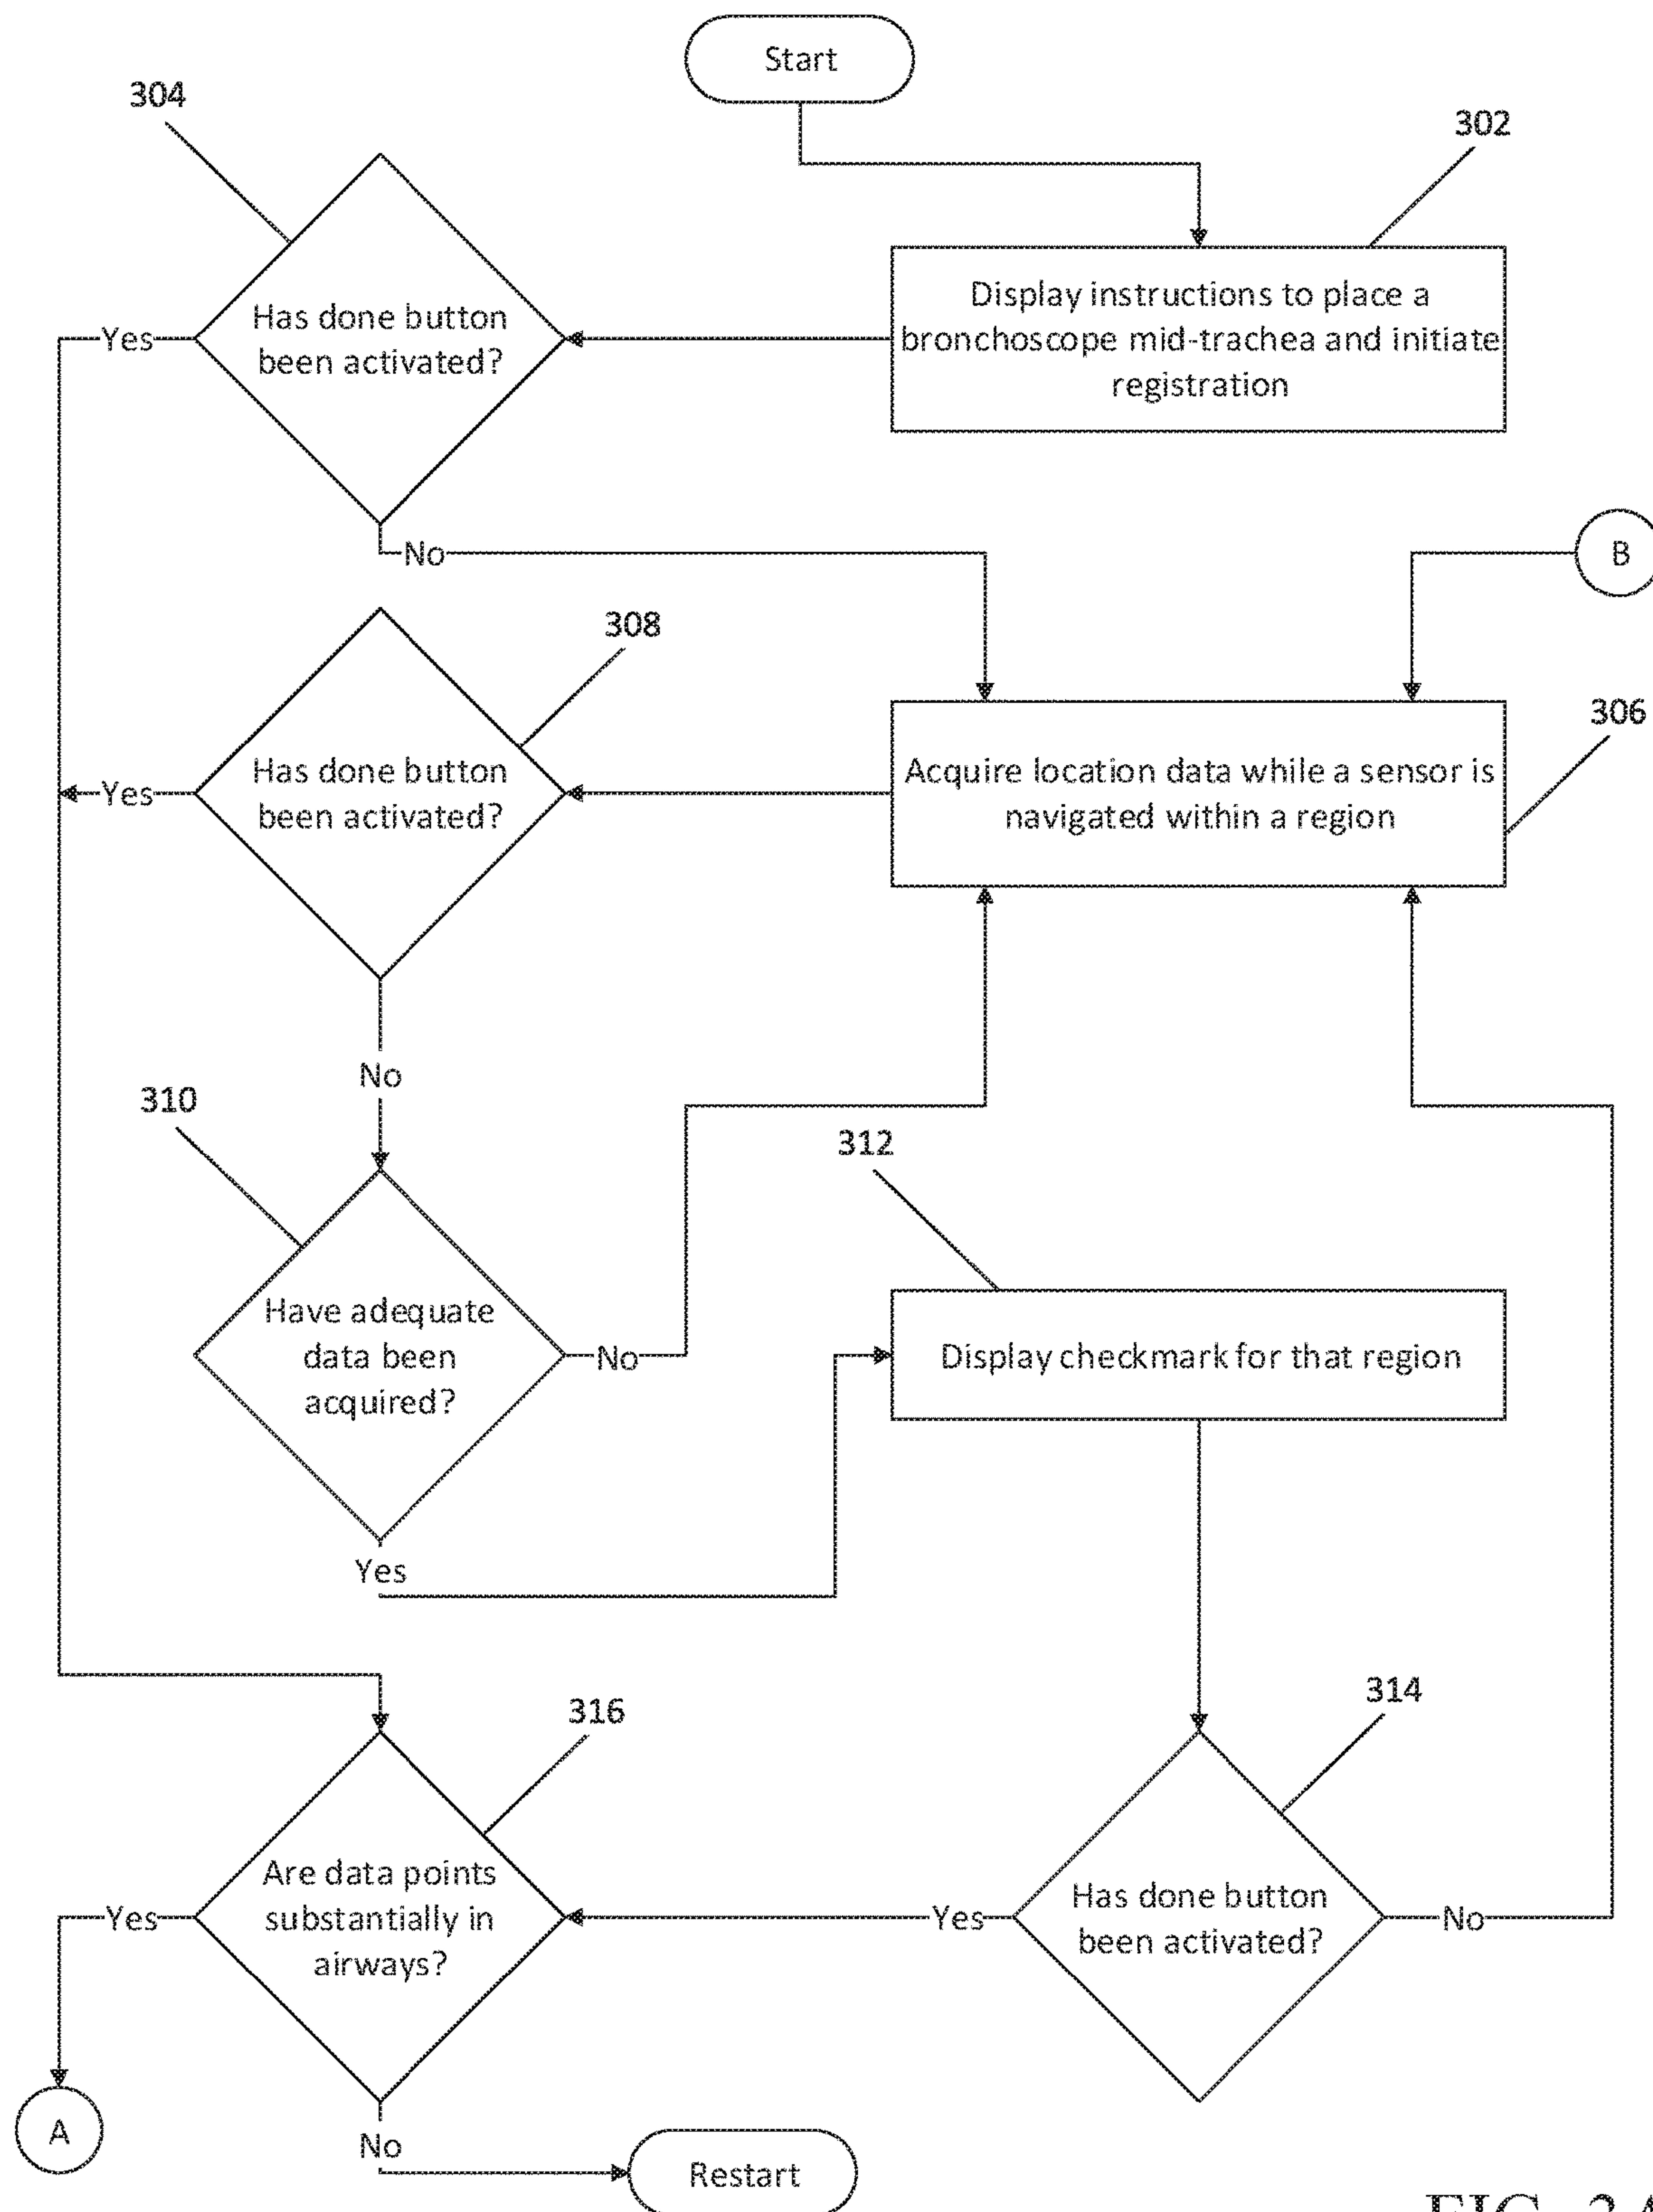 Start
304
302
Display instructions to place a
bronchoscope mid-trachea and initiate
registration
Has done button
been activated?
Yes
No
B
308
306
Acquire location data while a sensor is
navigated within a region
Has done button
been activated?
Yes
No
310
312
Have adequate
data been
acquired?
No
Display checkmark for that region
Yes
316
314
Are data points
substantially in
airways?
Yes
Yes
Has done button
been activated?
No
A
No
Restart